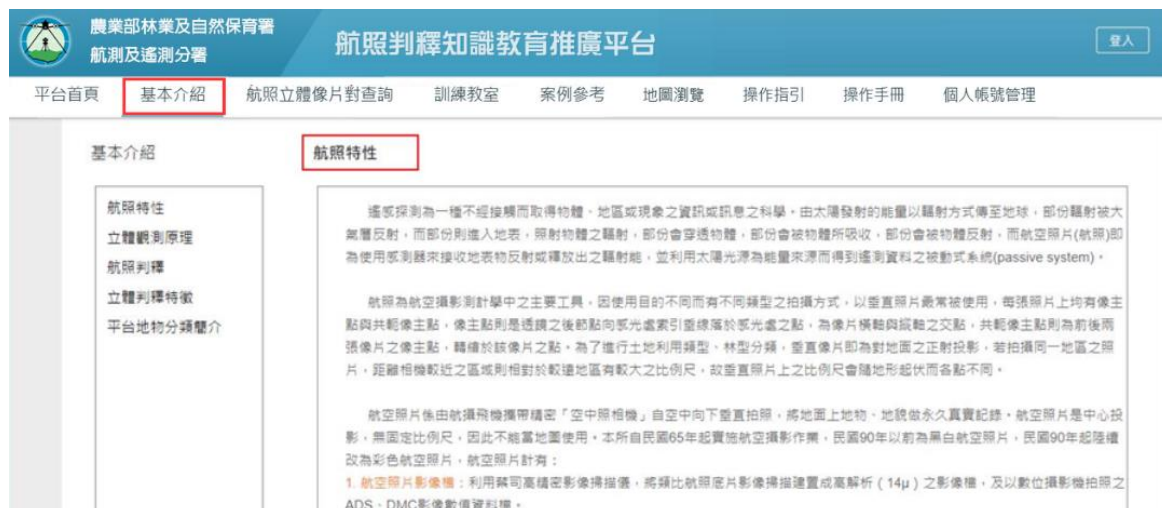 農業部林業及自然保育署
航測及遙測分署
航照判釋知識教育推廣平台
登入
平台首頁 基本介紹 航照立體像片對查詢 訓練教室 案例參考 地圖瀏覽 操作指引 操作手冊 個人帳號管理
基本介紹
航照特性
立體觀測原理
航照判釋
立體判釋特徵
平台地物分類簡介
航照特性
遙感探測為一種不經接觸而取得物體、地區或現象之資訊或訊息之科學。由太陽發射的能量以輻射方式傳至地球,部份輻射被大
氣層反射,而部份則進入地表,照射物體之輻射,部份會穿透物體,部份會被物體所吸收,部份會被物體反射,而航空照片(航照)即
為使用感測器來接收地表物反射或釋放出之輻射能,並利用太陽光源為能量來源而得到遙測資料之被動式系統(passive system)。
航照為航空攝影測計學中之主要工具,因使用目的不同而有不同類型之拍攝方式,以垂直照片最常被使用,每張照片上均有像主
點與共軛像主點,像主點則是透鏡之後節點向感光處索引垂線落於感光處之點,為像片橫軸與縱軸之交點,共軛像主點則為前後兩
張像片之像主點,轉繪於該像片之點。為了進行土地利用類型、林型分類,垂直像片即為對地面之正射投影,若拍攝同一地區之照
片,距離相機較近之區域則相對於較遠地區有較大之比例尺,故垂直照片上之比例尺會隨地形起伏而各點不同。
航空照片係由航攝飛機攜帶精密「空中照相機」自空中向下垂直拍照,將地面上地物、地貌做永久真實記錄。航空照片是中心投
影,無固定比例尺,因此不能當地圖使用。本所自民國65年起實施航空攝影作業,民國90年以前為黑白航空照片,民國90年起陸續
改為彩色航空照片,航空照片計有:
1. 航空照片影像檔:利用蔡司高精密影像掃描儀,將類比航照底片影像掃描建置成高解析(14μ)之影像檔,及以數位攝影機拍照之
ADS、DMC影像數值資料檔。